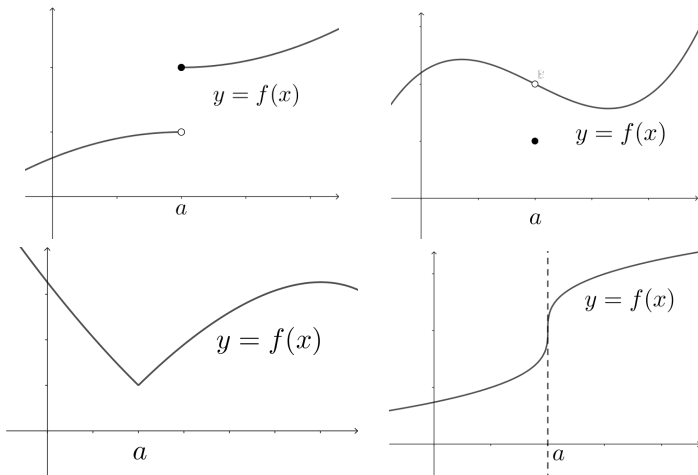 y = f(x)
a
y = f(x)
a
y = f(x)
a
y = f(x)
a